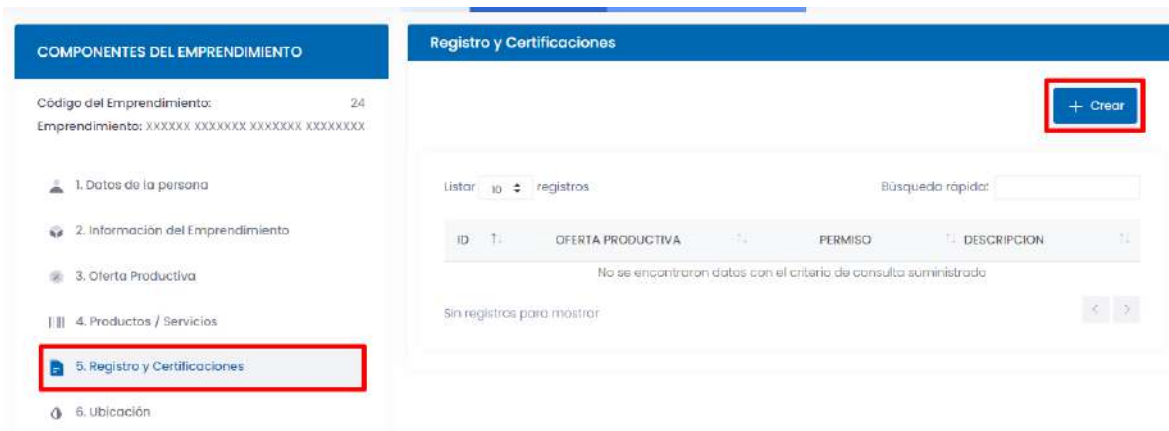 COMPONENTES DEL EMPRENDIMIENTO
Código del Emprendimiento: 24
Emprendimiento: XXXXXX XXXXXXX XXXXXXX XXXXXXXX
1. Datos de la persona
2. Información del Emprendimiento
3. Oferta Productiva
4. Productos / Servicios
5. Registro y Certificaciones
6. Ubicación
Registro y Certificaciones
+ Crear
Listar 10 registros
Búsqueda rápida:
ID OFERTA PRODUCTIVA PERMISO DESCRIPCION
No se encontraron datos con el criterio de consulta suministrado
Sin registros para mostrar